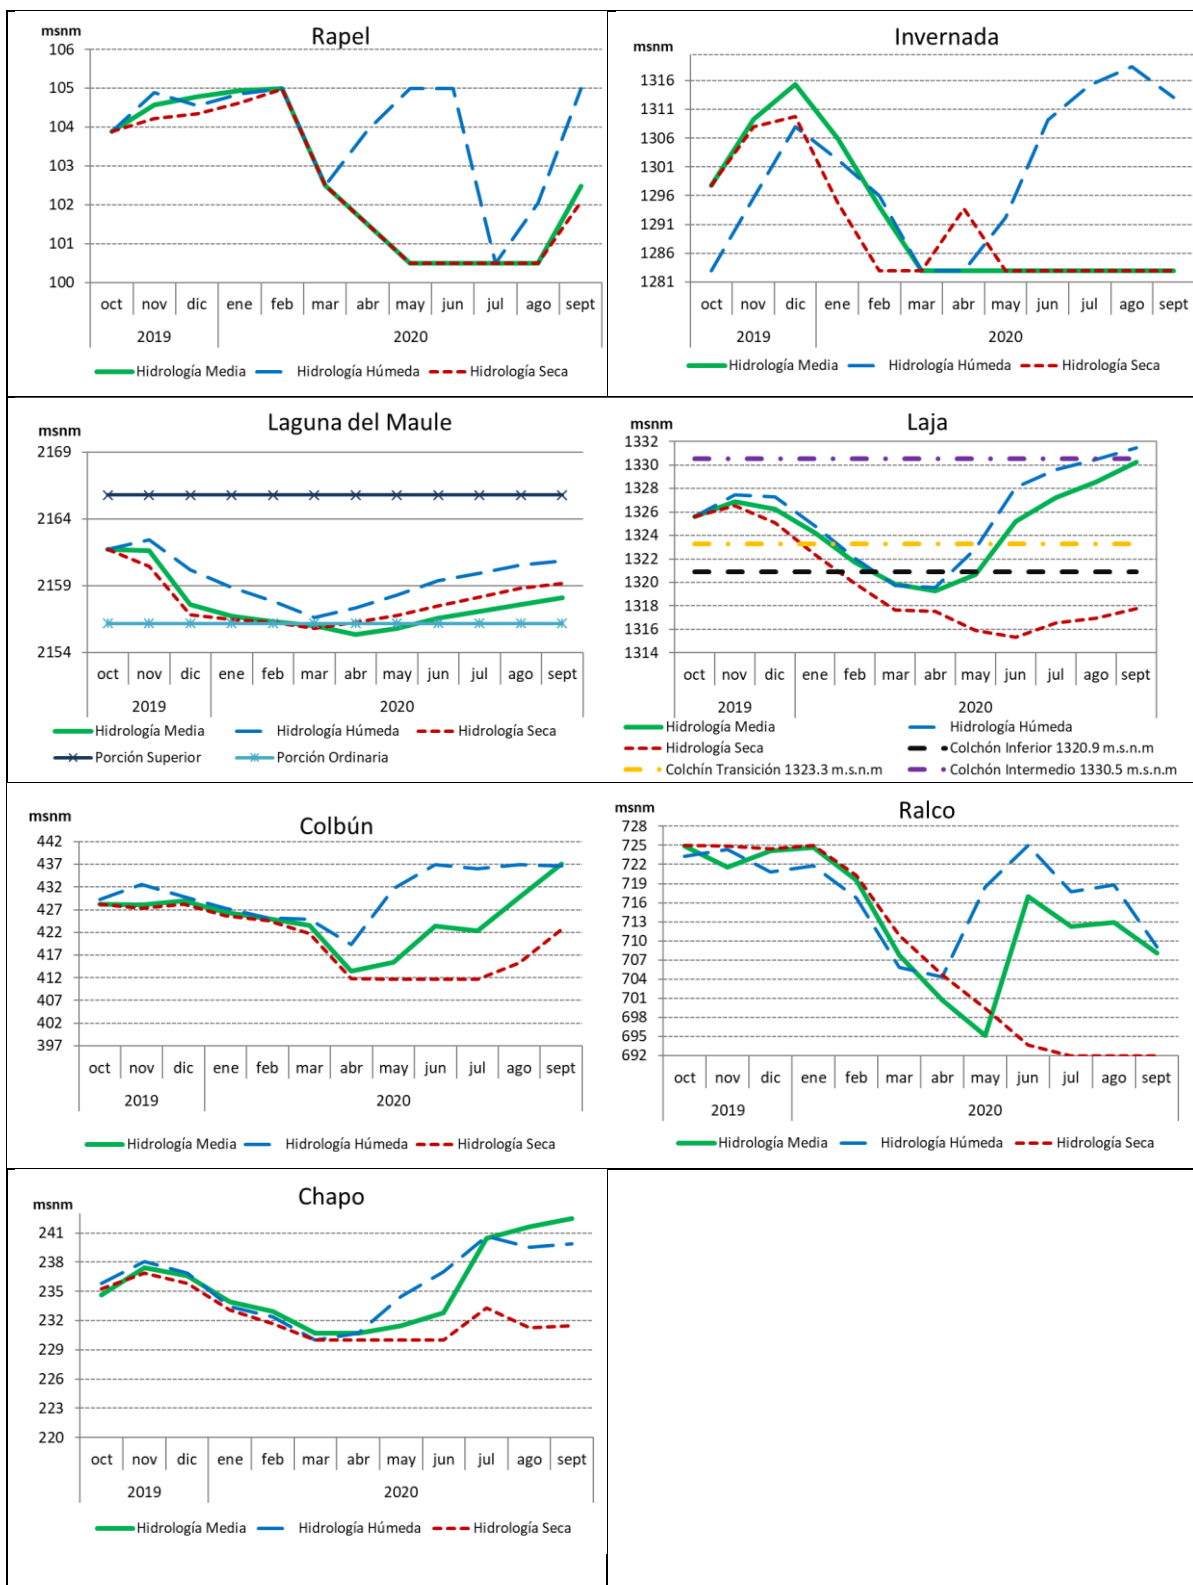 Rapel
msnm
106
105
104
103
102
101
100
oct nov dic ene feb mar abr may jun jul ago sept
2019 2020
Hidrología Media Hidrología Húmeda Hidrología Seca
Invernada
msnm
1316
1311
1306
1301
1296
1291
1286
1281
oct nov dic ene feb mar abr may jun jul ago sept
2019 2020
Hidrología Media Hidrología Húmeda Hidrología Seca
Laguna del Maule
msnm
2169
2164
2159
2154
oct nov dic ene feb mar abr may jun jul ago sept
2019 2020
Hidrología Media Hidrología Húmeda Hidrología Seca
Porción Superior Porción Ordinaria
Laja
msnm
1332
1330
1328
1326
1324
1322
1320
1318
1316
1314
oct nov dic ene feb mar abr may jun jul ago sept
2019 2020
Hidrología Media Hidrología Húmeda
Hidrología Seca Colchón Inferior 1320.9 m.s.n.m
Colchín Transición 1323.3 m.s.n.m Colchón Intermedio 1330.5 m.s.n.m
Colbún
msnm
442
437
432
427
422
417
412
407
402
397
oct nov dic ene feb mar abr may jun jul ago sept
2019 2020
Hidrología Media Hidrología Húmeda Hidrología Seca
Ralco
msnm
728
725
722
719
716
713
710
707
704
701
698
695
692
oct nov dic ene feb mar abr may jun jul ago sept
2019 2020
Hidrología Media Hidrología Húmeda Hidrología Seca
Chapo
msnm
241
238
235
232
229
226
223
220
oct nov dic ene feb mar abr may jun jul ago sept
2019 2020
Hidrología Media Hidrología Húmeda Hidrología Seca